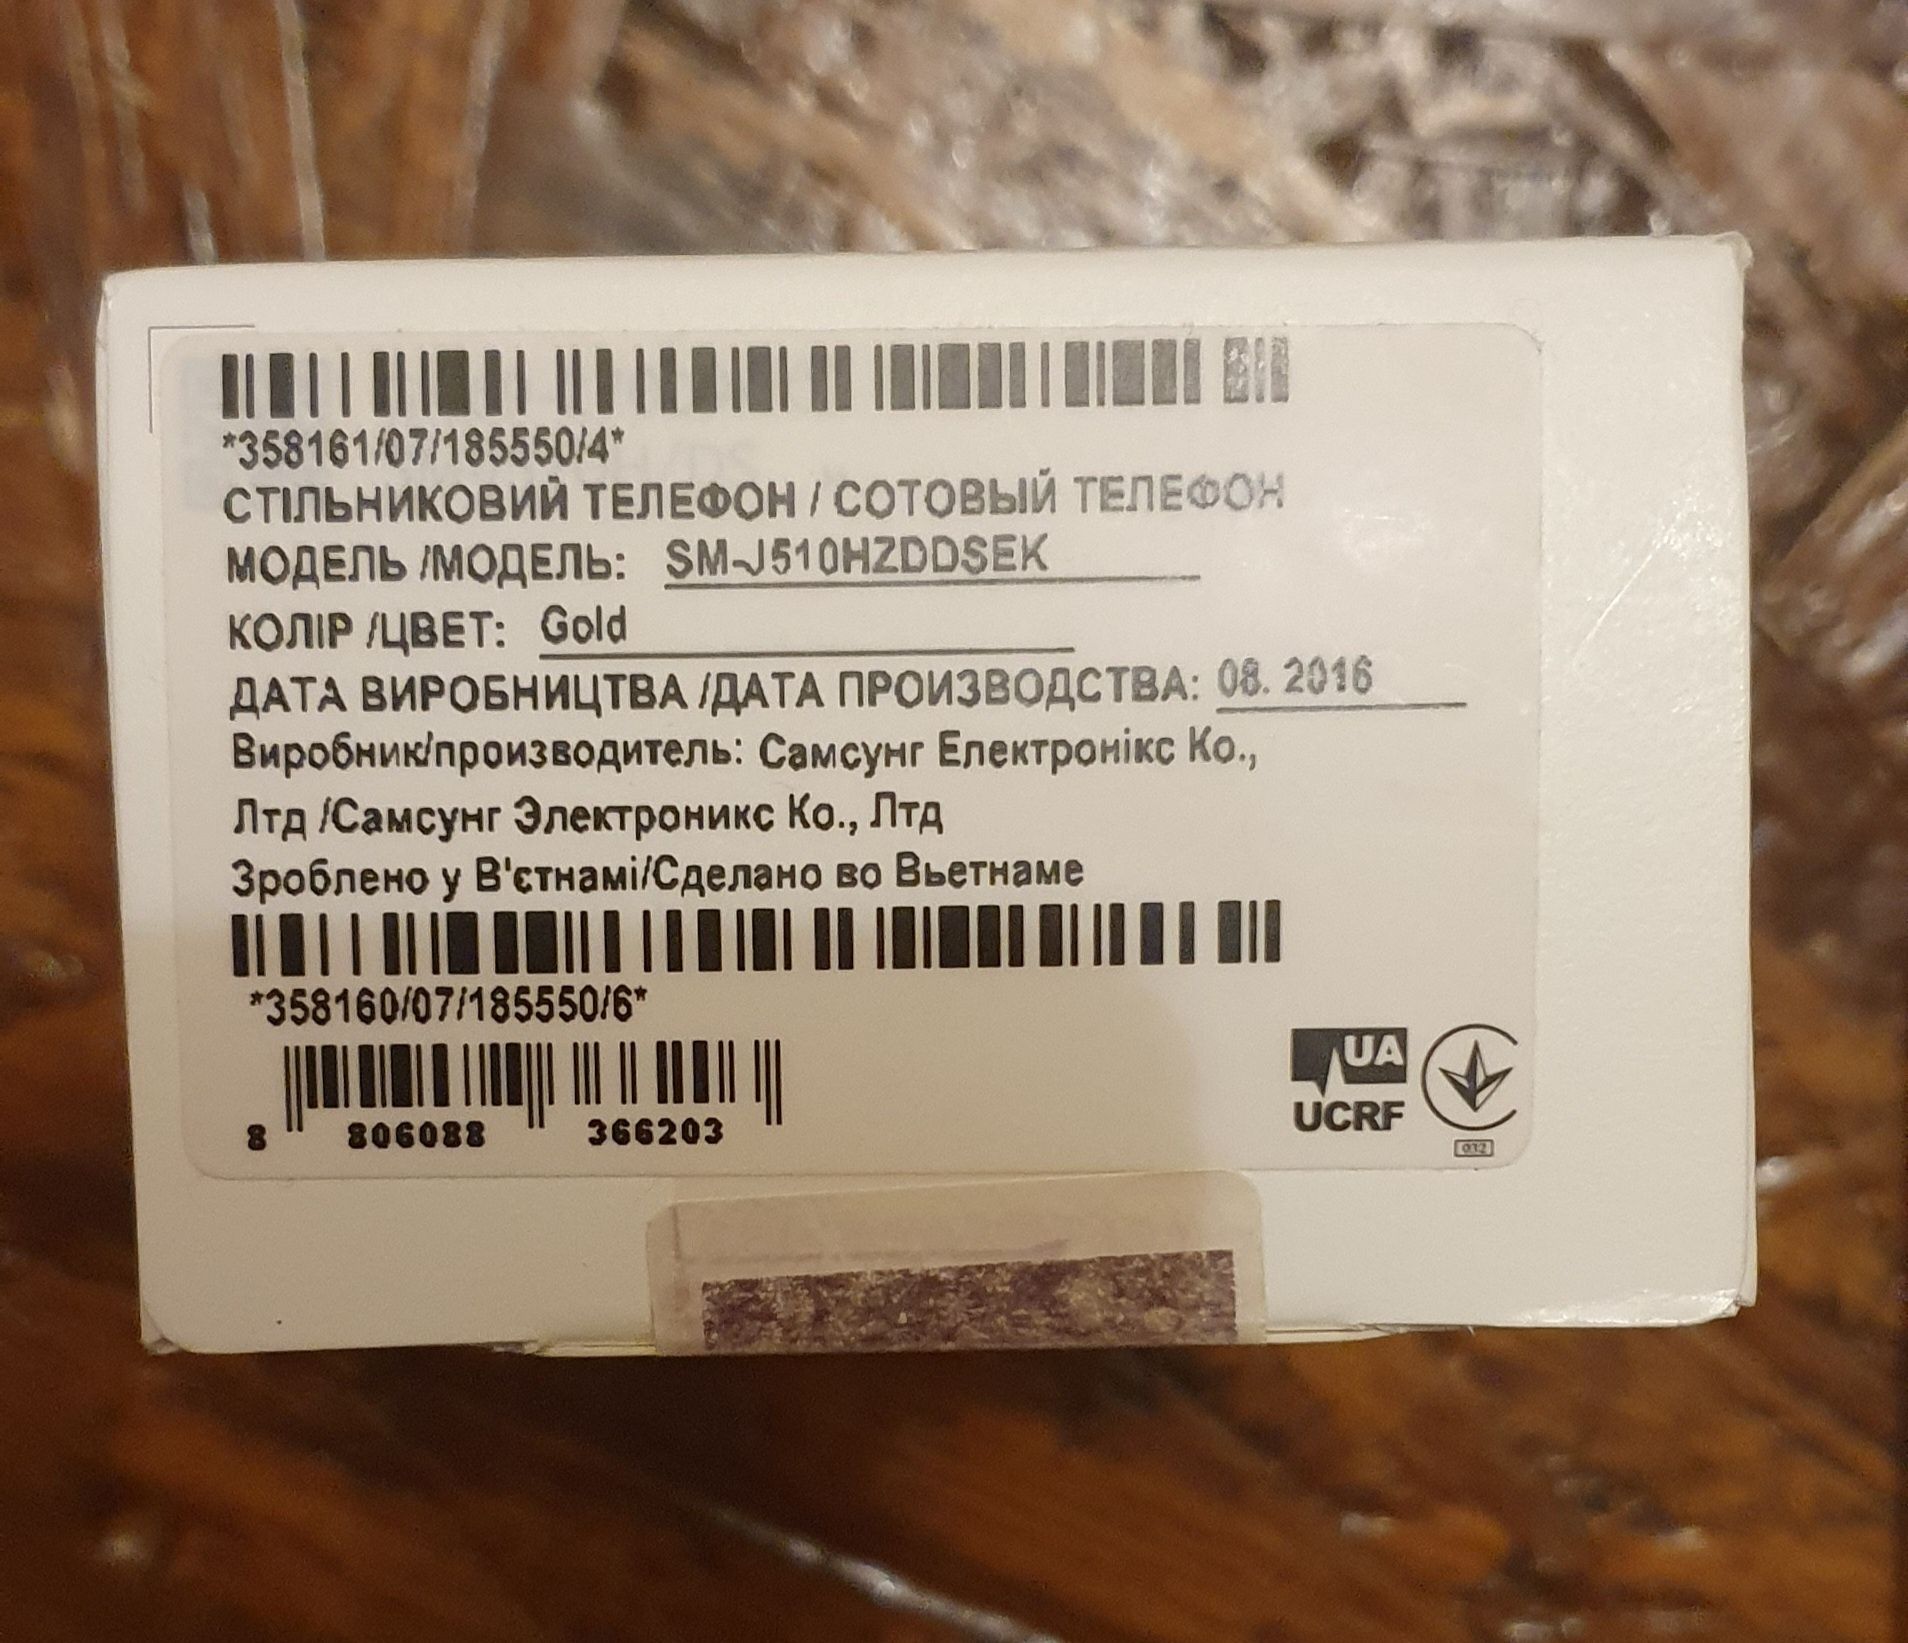 *358161/07/185550/4*
СТІЛЬНИКОВИЙ ТЕЛЕФОН / СОТОВЫЙ ТЕЛЕФОН
МОДЕЛЬ /МОДЕЛЬ: SM-J510HZDDSEK
КОЛІР /ЦВЕТ: Gold
ДАТА ВИРОБНИЦТВА /ДАТА ПРОИЗВОДСТВА: 08. 2016
Виробник/производитель: Самсунг Електронікс Ко.,
Лтд /Самсунг Электроникс Ко., Лтд
Зроблено у В'єтнамі/Сделано во Вьетнаме
*358160/07/185550/6*
8 806088 366203
UA
UCRF
032